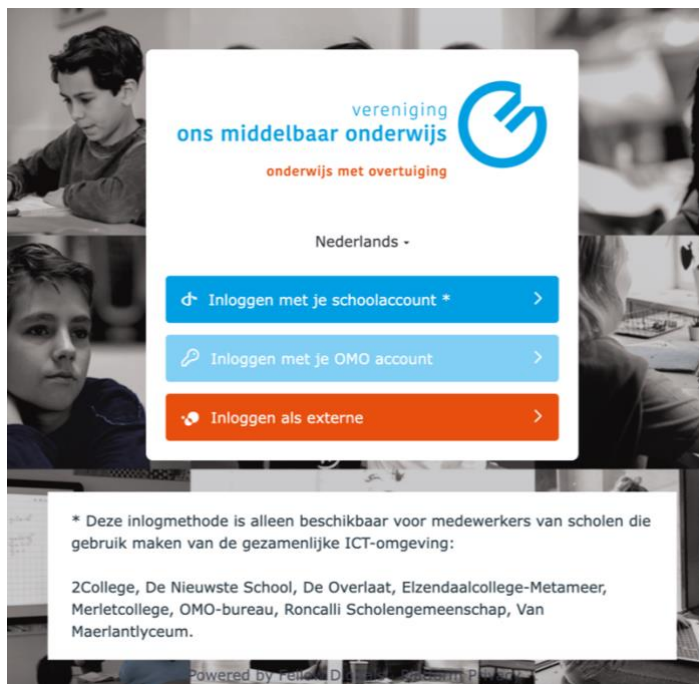 vereniging
ons middelbaar onderwijs
onderwijs met overtuiging
Nederlands
Inloggen met je schoolaccount *
Inloggen met je OMO account
Inloggen als externe
* Deze inlogmethode is alleen beschikbaar voor medewerkers van scholen die
gebruik maken van de gezamenlijke ICT-omgeving:
2College, De Nieuwste School, De Overlaat, Elzendaalcollege-Metameer,
Merletcollege, OMO-bureau, Roncalli Scholengemeenschap, Van
Maerlantlyceum.
Powered by